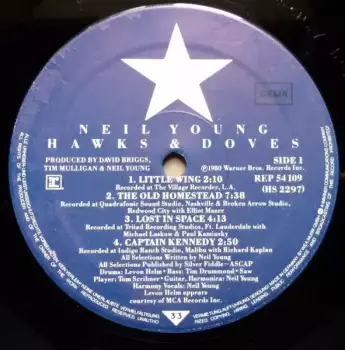 NEIL YOUNG
HAWKS & DOVES
PRODUCED BY DAVID BRIGGS,
TIM MULLIGAN & NEIL YOUNG
GEMA
SIDE 1
℗1980 Warner Bros. Records Inc.
REP 54 109
(HS 2297)
1. LITTLE WING 2:10
Recorded at The Village Recorder, L.A.
2. THE OLD HOMESTEAD 7:38
Recorded at Quadrafonic Sound Studio, Nashville & Broken Arrow Studio,
Redwood City with Elliot Mazer
3. LOST IN SPACE 4:13
Recorded at Triiad Recording Studios, Ft. Lauderdale with
Michael Laskow & Paul Kaminsky
4. CAPTAIN KENNEDY 2:50
Recorded at Indigo Ranch Studio, Malibu with Richard Kaplan
All Selections Written by Neil Young
All Selections Published by Silver Fiddle—ASCAP
Drums: Levon Helm · Bass: Tim Drummond · Saw
Player: Tom Scribner · Guitar, Harmonica: Neil Young
Harmony Vocals: Neil Young
Levon Helm appears
courtesy of MCA Records Inc.
33